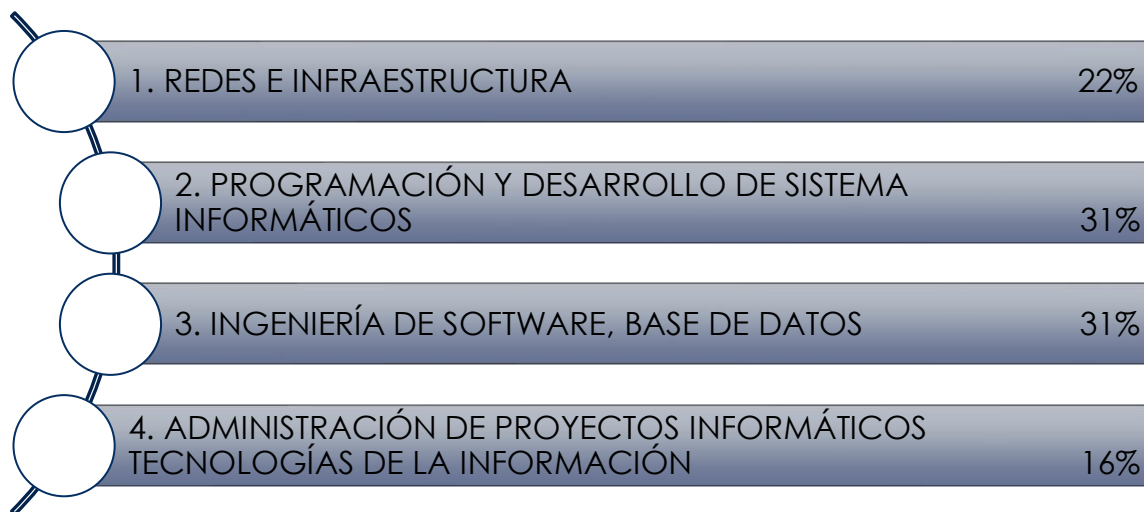 1. REDES E INFRAESTRUCTURA 22%
2. PROGRAMACIÓN Y DESARROLLO DE SISTEMA
INFORMÁTICOS 31%
3. INGENIERÍA DE SOFTWARE, BASE DE DATOS 31%
4. ADMINISTRACIÓN DE PROYECTOS INFORMÁTICOS
TECNOLOGÍAS DE LA INFORMACIÓN 16%